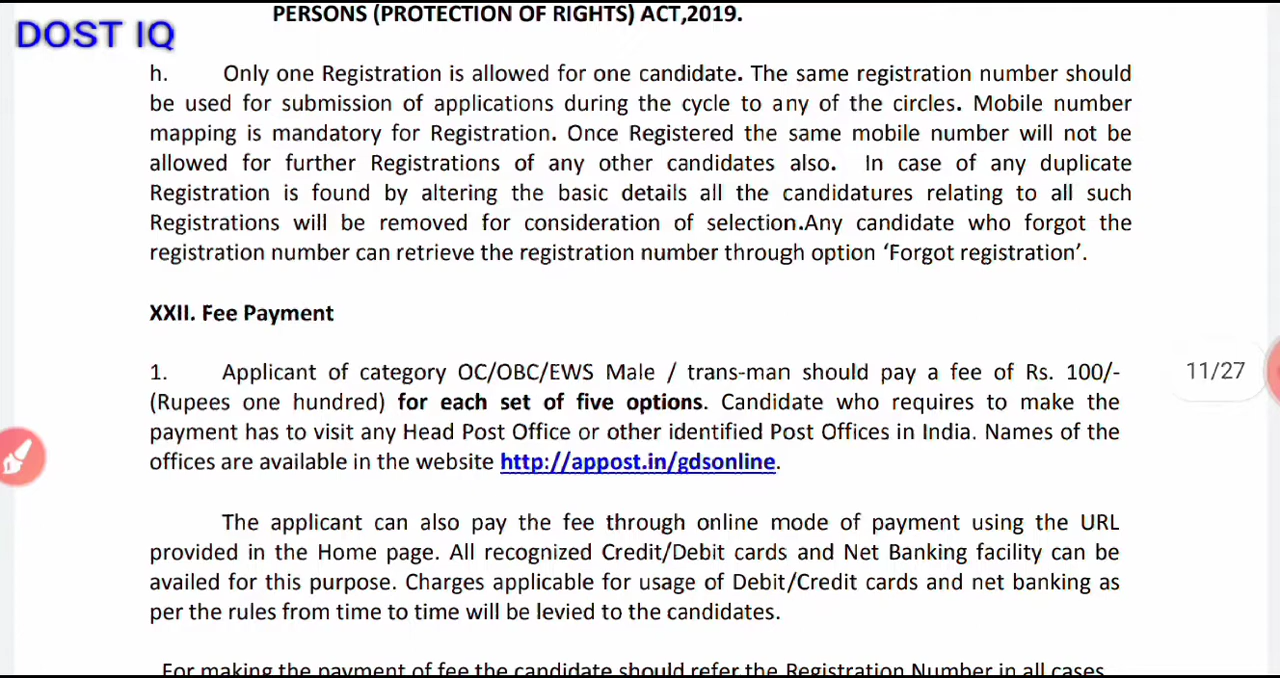 PERSONS (PROTECTION OF RIGHTS) ACT,2019.
DOST IQ
h. Only one Registration is allowed for one candidate. The same registration number should
be used for submission of applications during the cycle to any of the circles. Mobile number
mapping is mandatory for Registration. Once Registered the same mobile number will not be
allowed for further Registrations of any other candidates also. In case of any duplicate
Registration is found by altering the basic details all the candidatures relating to all such
Registrations will be removed for consideration of selection.Any candidate who forgot the
registration number can retrieve the registration number through option ‘Forgot registration’.
XXII. Fee Payment
1. Applicant of category OC/OBC/EWS Male / trans-man should pay a fee of Rs. 100/-
(Rupees one hundred) for each set of five options. Candidate who requires to make the
payment has to visit any Head Post Office or other identified Post Offices in India. Names of the
offices are available in the website http://appost.in/gdsonline.
11/27
The applicant can also pay the fee through online mode of payment using the URL
provided in the Home page. All recognized Credit/Debit cards and Net Banking facility can be
availed for this purpose. Charges applicable for usage of Debit/Credit cards and net banking as
per the rules from time to time will be levied to the candidates.
For making the payment of fee the candidate should refer the Registration Number in all cases